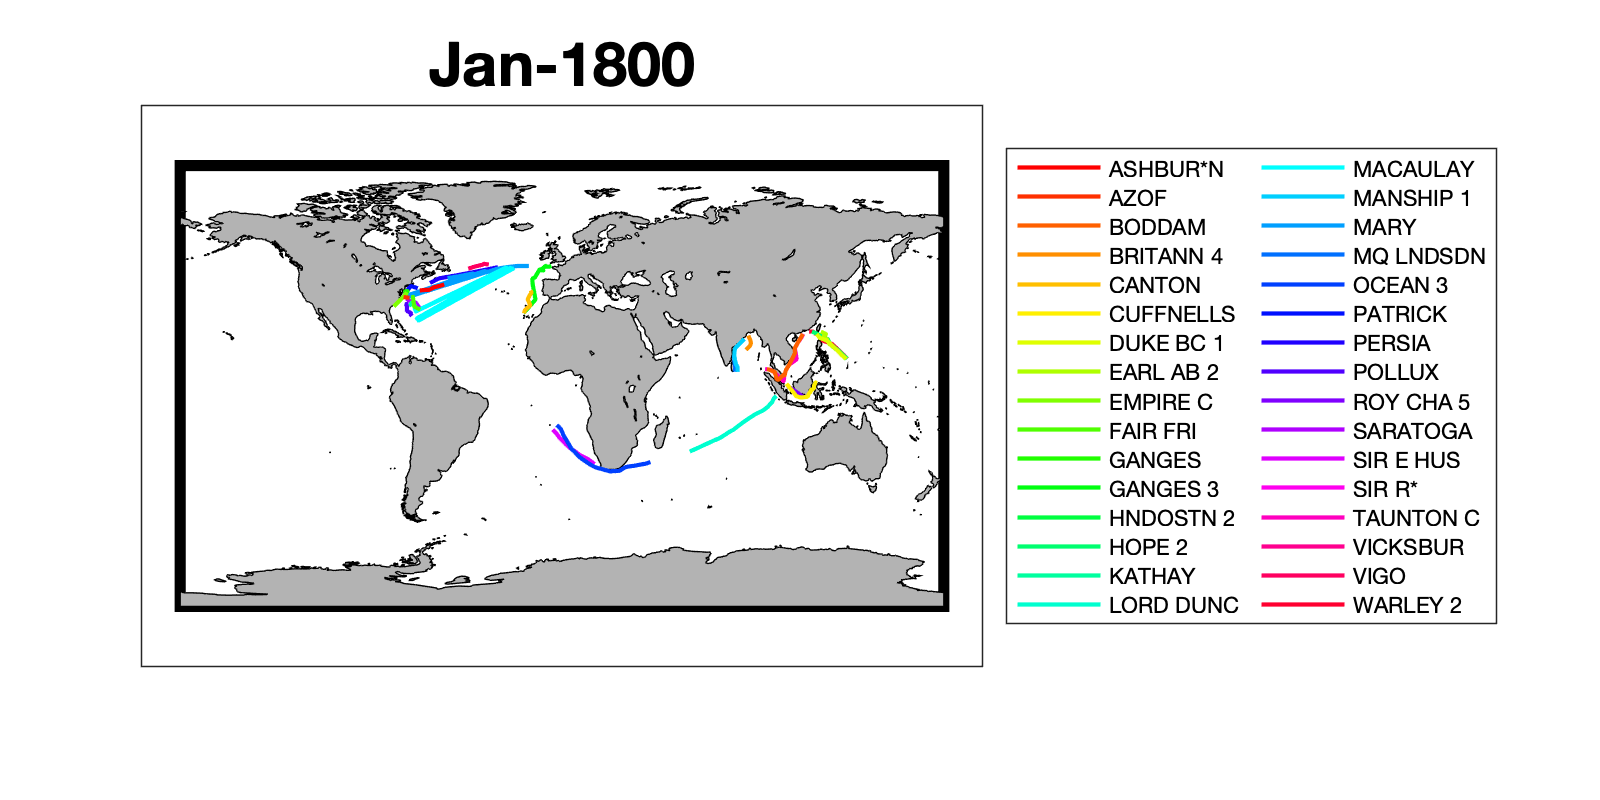 Jan-1800
ASHBUR*N
AZOF
BODDAM
BRITANN 4
CANTON
CUFFNELLS
DUKE BC 1
EARL AB 2
EMPIRE C
FAIR FRI
GANGES
GANGES 3
HNDOSTN 2
HOPE 2
KATHAY
LORD DUNC
MACAULAY
MANSHIP 1
MARY
MQ LNDSDN
OCEAN 3
PATRICK
PERSIA
POLLUX
ROY CHA 5
SARATOGA
SIR E HUS
SIR R*
TAUNTON C
VICKSBUR
VIGO
WARLEY 2